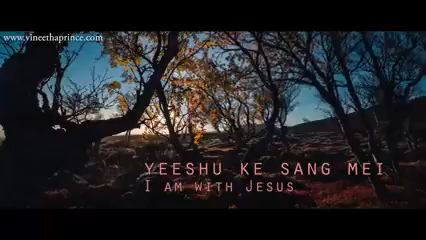 www.vineethaprince.com
YEESHU KE SANG MEI
I AM WITH JESUS